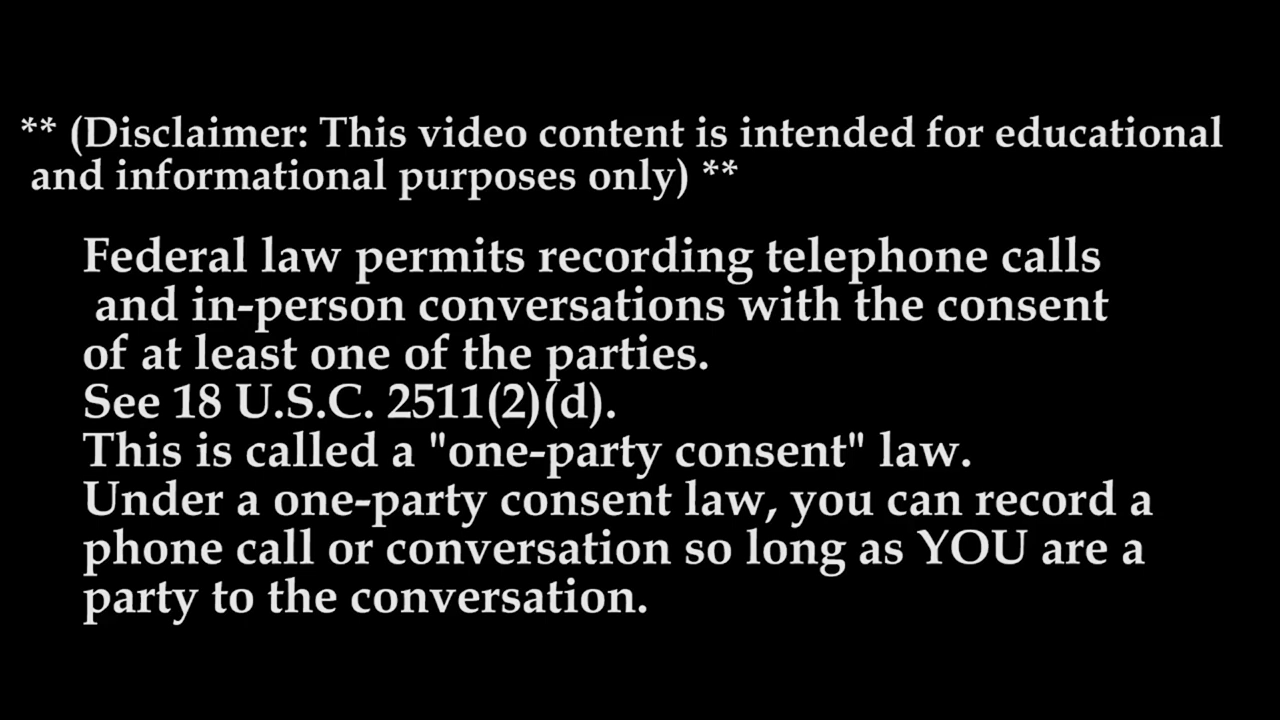 ** (Disclaimer: This video content is intended for educational
and informational purposes only) **
Federal law permits recording telephone calls
and in-person conversations with the consent
of at least one of the parties.
See 18 U.S.C. 2511(2)(d).
This is called a "one-party consent" law.
Under a one-party consent law, you can record a
phone call or conversation so long as YOU are a
party to the conversation.